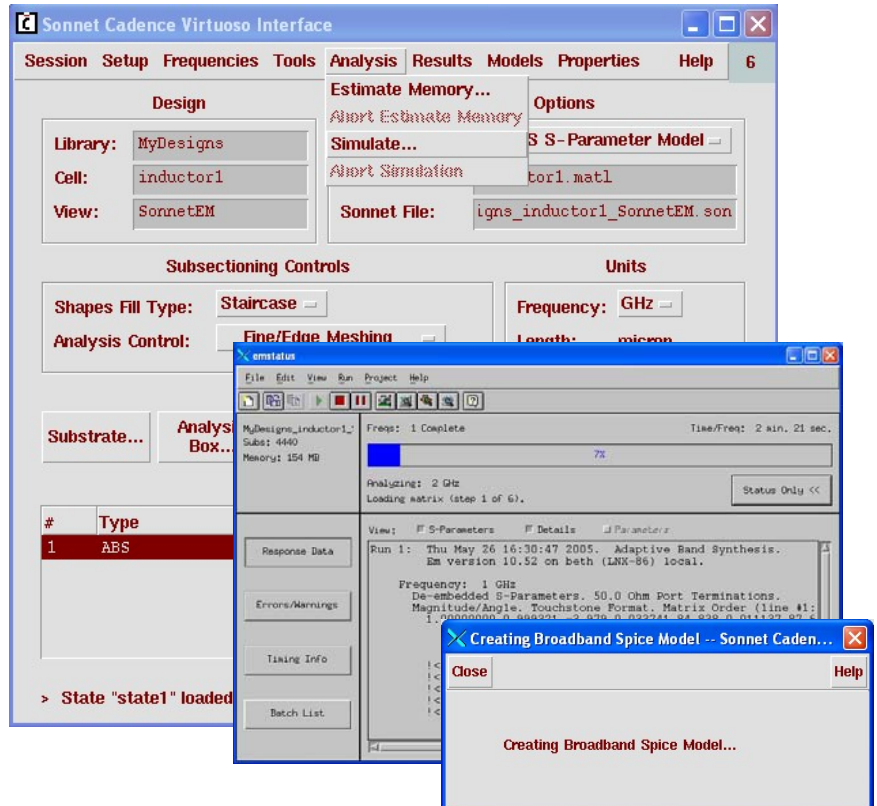 Sonnet Cadence Virtuoso Interface
Session Setup Frequencies Tools Analysis Results Models Properties Help 6
Estimate Memory...
Abort Estimate Memory
Simulate...
Abort Simulation
Design
Options
Library: MyDesigns
S S-Parameter Model
Cell: inductor1
tor1.matl
View: SonnetEM
Sonnet File: igns_inductor1_SonnetEM.son
Subsectioning Controls
Units
Shapes Fill Type: Staircase
Frequency: GHz
Analysis Control: Fine/Edge Meshing
Length: micron
Substrate...
Analysi
Box...
# Type
1 ABS
> State "state1" loaded
emstatus
File Edit View Run Project Help
MyDesigns_inductor1_
Subs: 4440
Memory: 154 MB
Freqs: 1 Complete
Time/Freq: 2 min. 21 sec.
7%
Analyzing: 2 GHz
Loading matrix (step 1 of 6).
Status Only <<
View: S-Parameters Details Parameters
Response Data
Errors/Warnings
Timing Info
Batch List
Run 1: Thu May 26 16:30:47 2005. Adaptive Band Synthesis.
Em version 10.52 on beth (LNX-86) local.
Frequency: 1 GHz
De-embedded S-Parameters. 50.0 Ohm Port Terminations.
Magnitude/Angle. Touchstone Format. Matrix Order (line #1:
!<
!<
!<
!<
!<
Creating Broadband Spice Model -- Sonnet Caden...
Close
Help
Creating Broadband Spice Model...